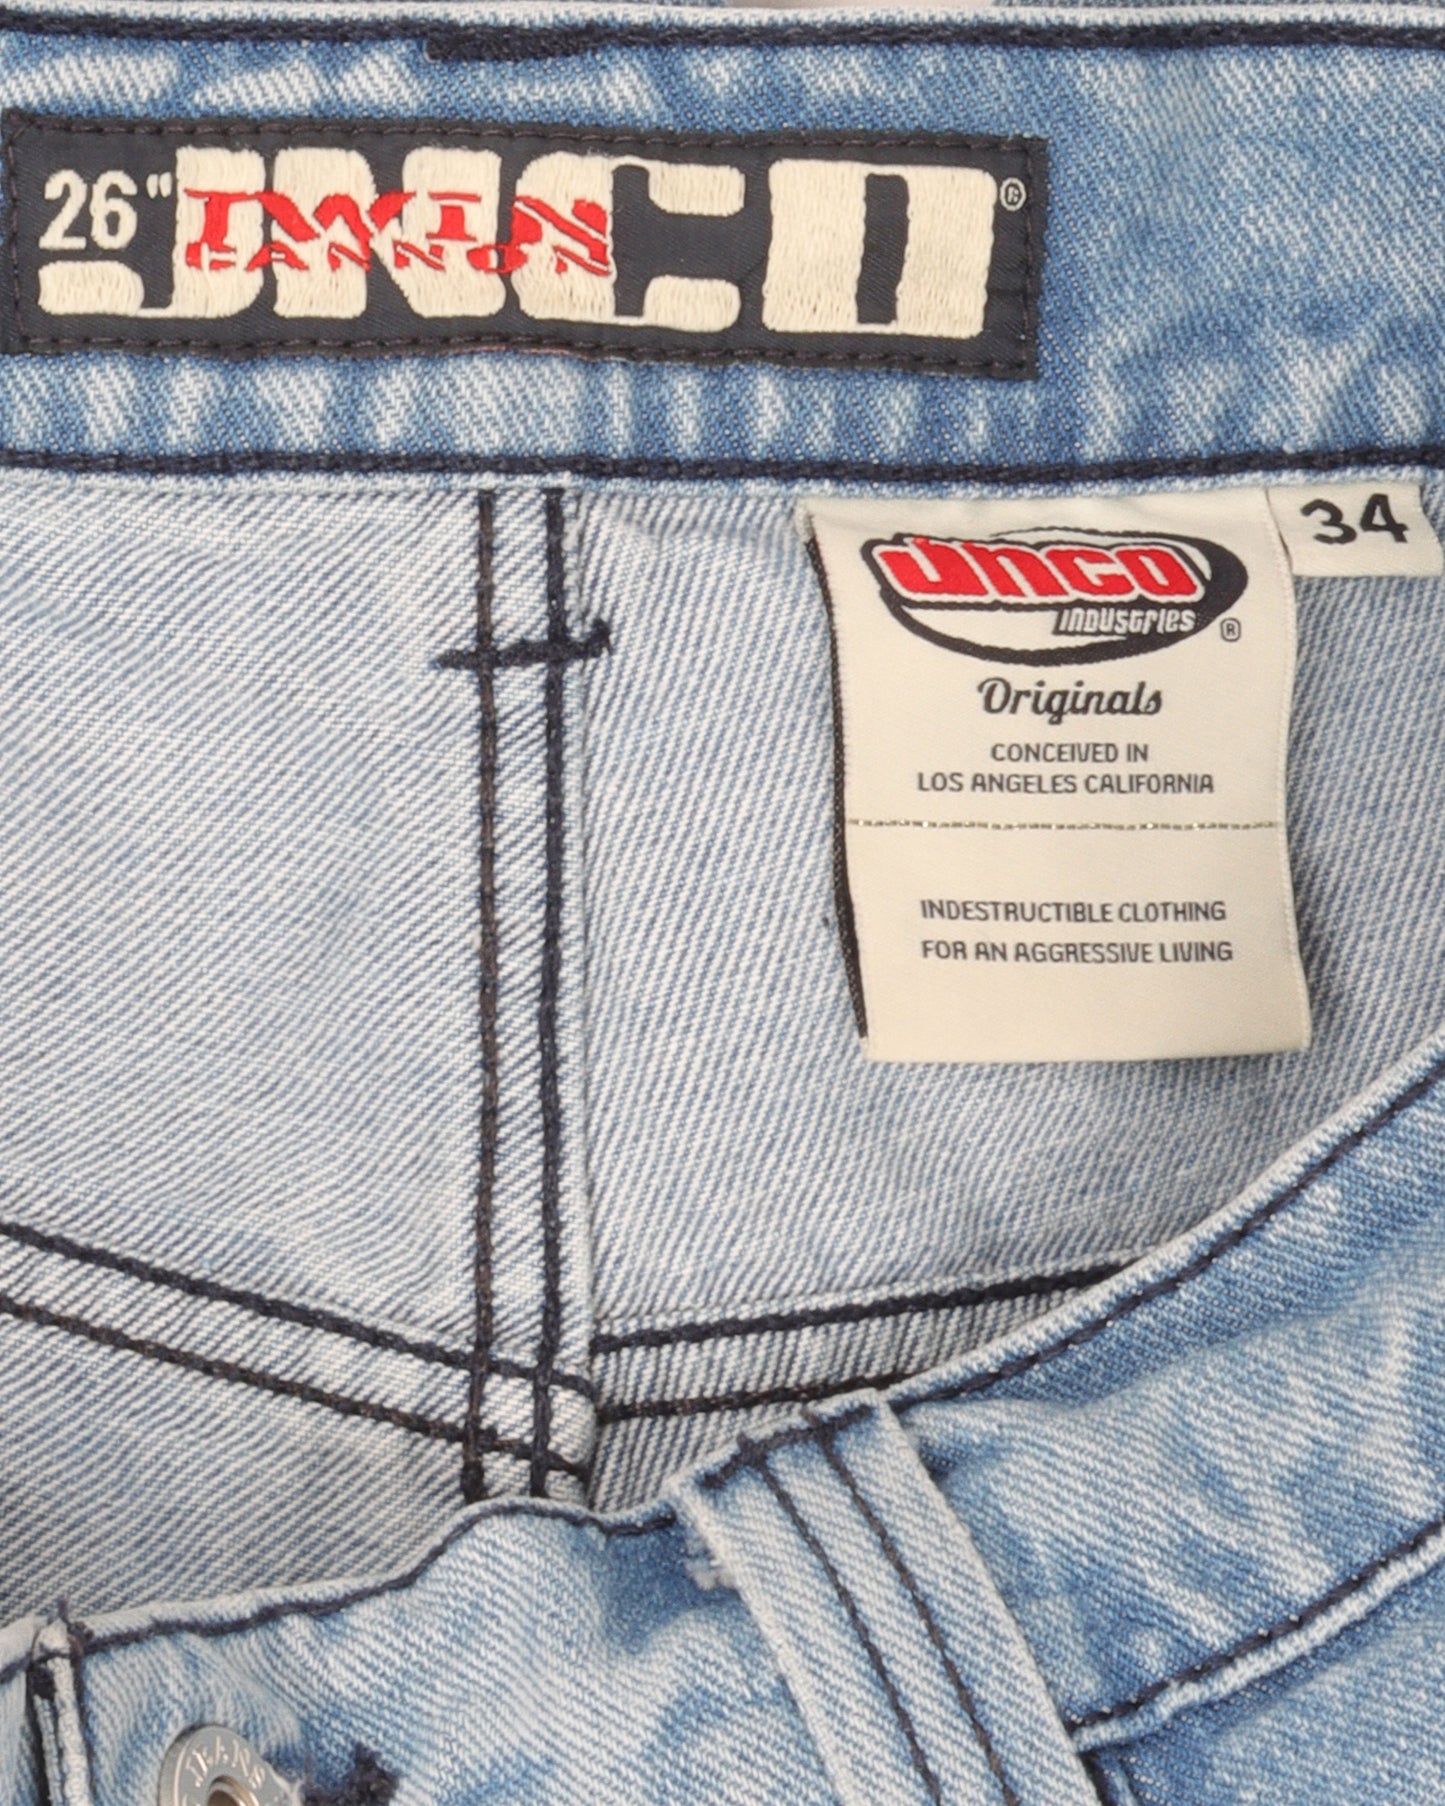 26" JNCO ®
TWIN
CANNON
JNCO
INDUSTRIES ®
Originals
CONCEIVED IN
LOS ANGELES CALIFORNIA
INDESTRUCTIBLE CLOTHING
FOR AN AGGRESSIVE LIVING
34
JEANS